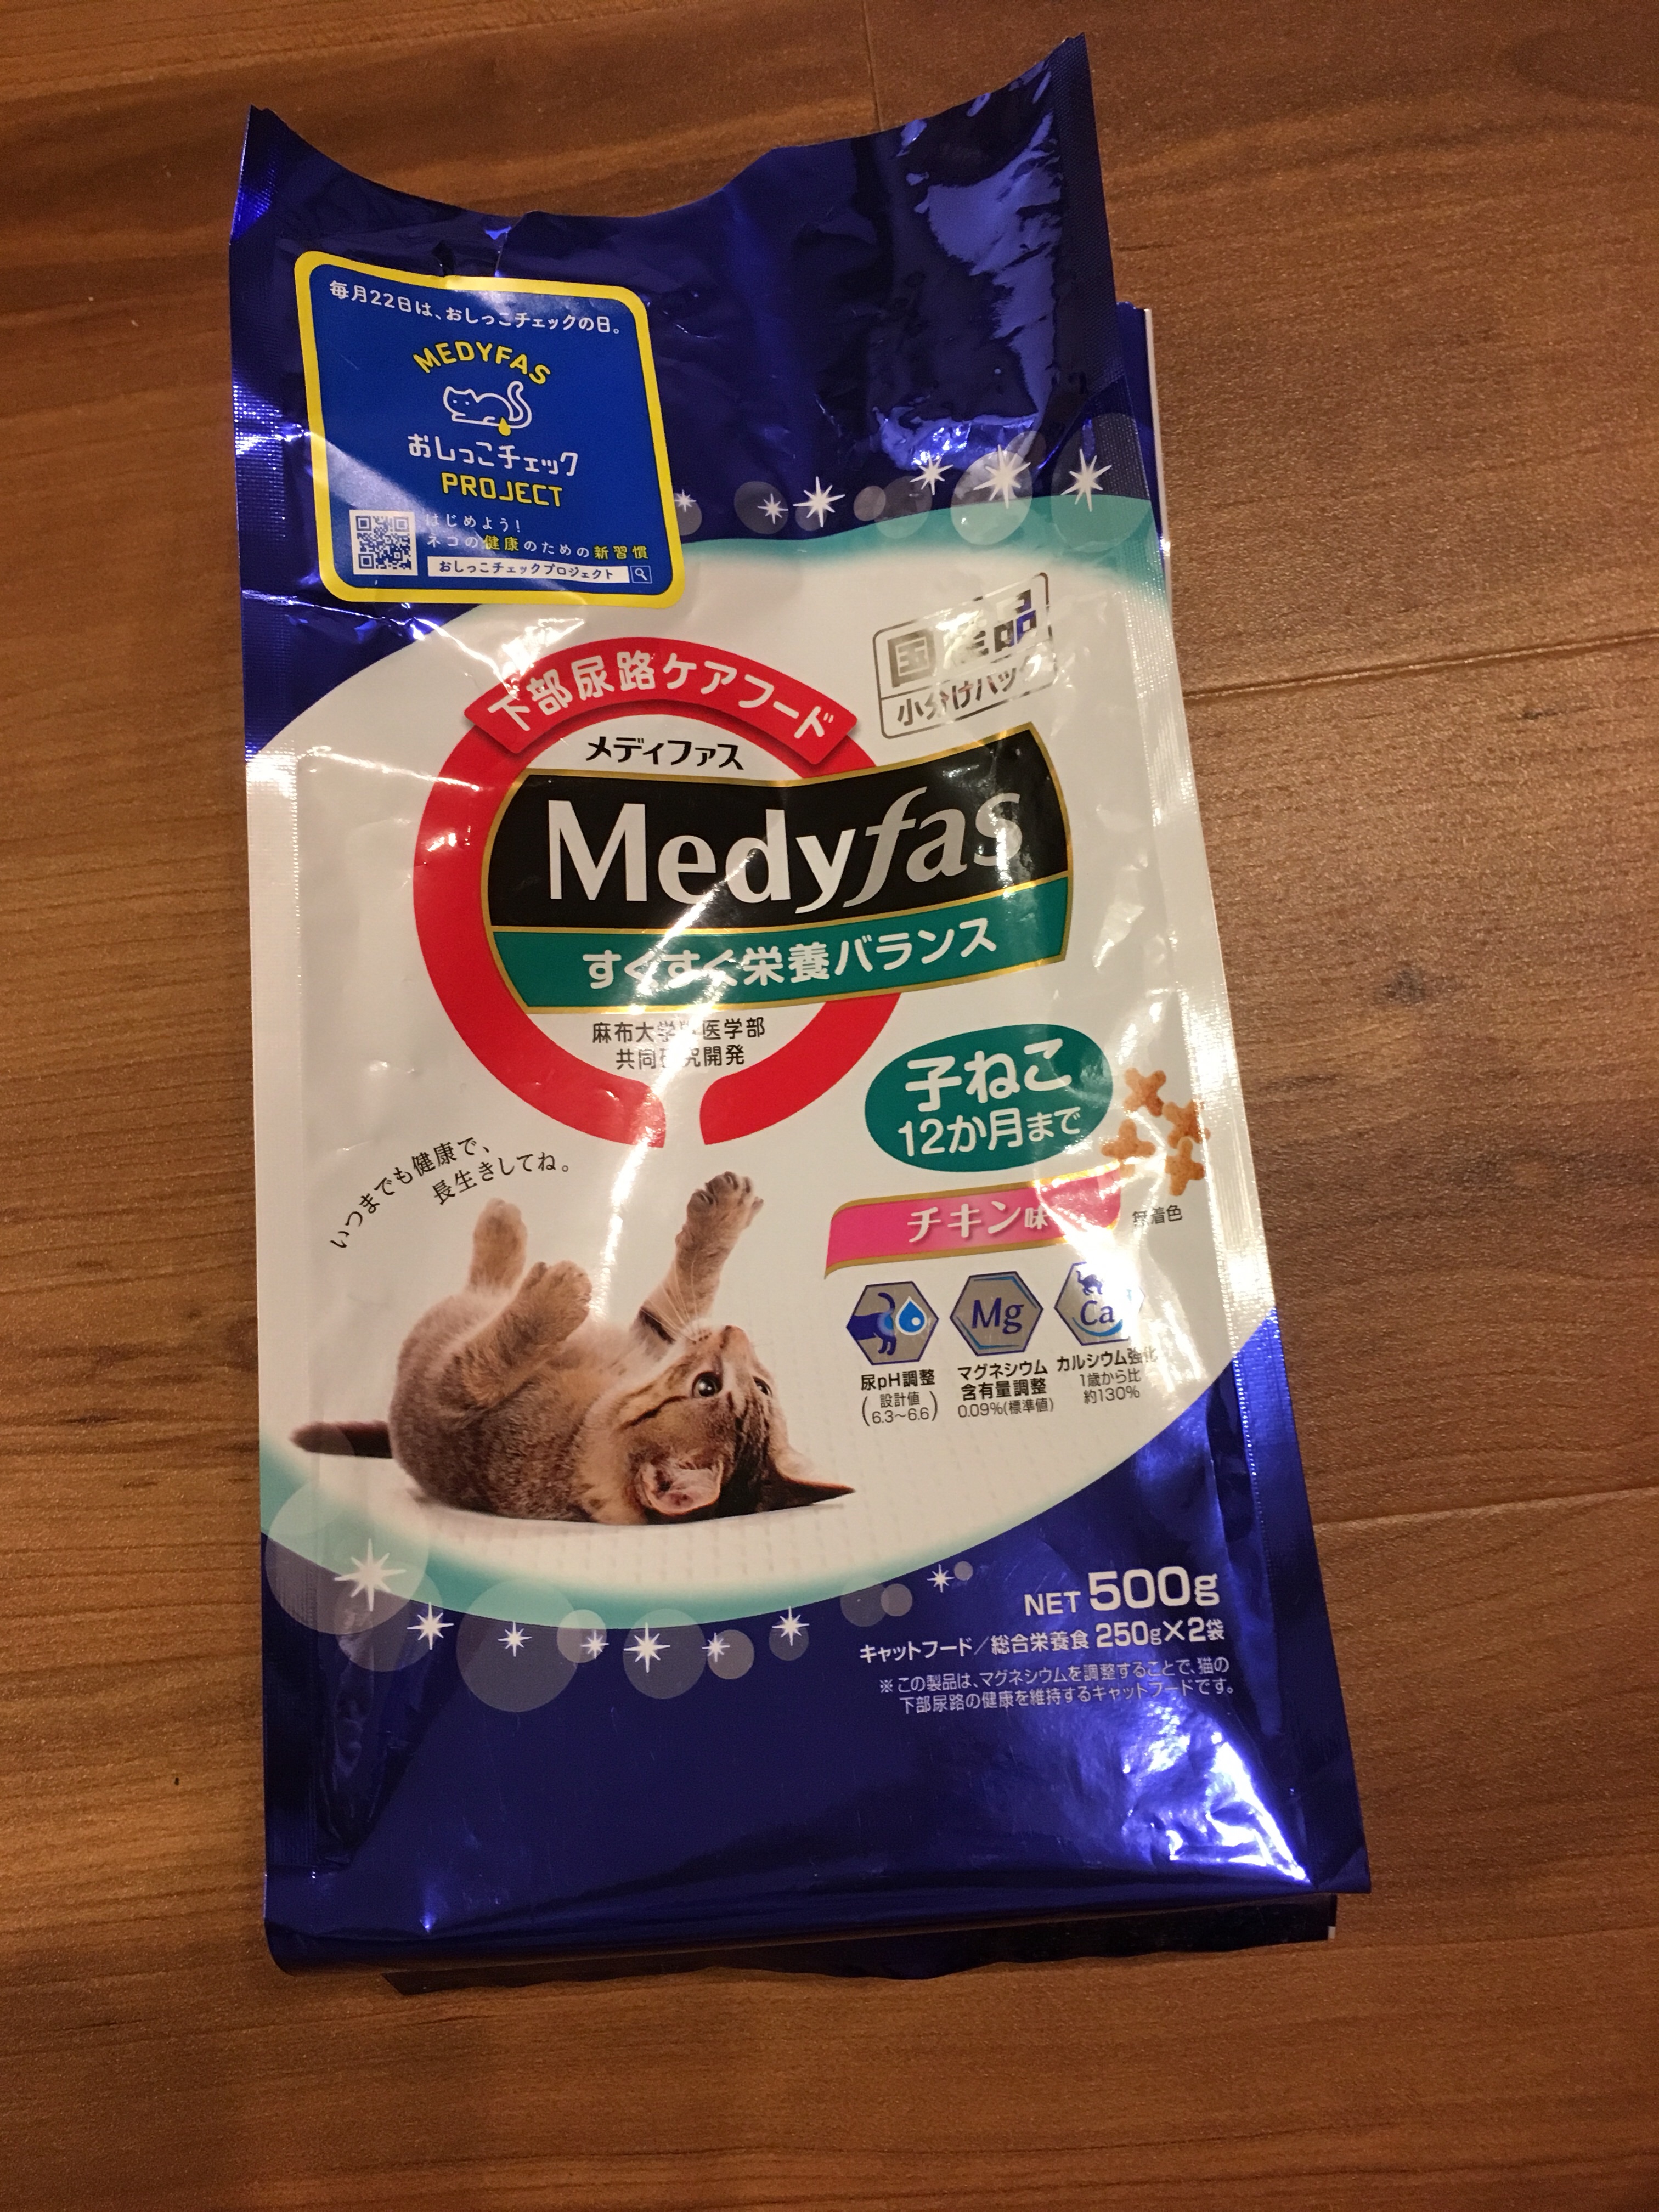 毎月22日は、おしっこチェックの日。
MEDYFAS
おしっこチェック
PROJECT
はじめよう!
ネコの健康のための新習慣
おしっこチェックプロジェクト
国産品
小分けパック
下部尿路ケアフード
メディファス
Medyfas
すくすく栄養バランス
麻布大学獣医学部
共同研究開発
子ねこ
12か月まで
チキン味
無着色
いつまでも健康で、
長生きしてね。
Mg
Ca
尿pH調整
(設計値
6.3～6.6)
マグネシウム
含有量調整
0.09%(標準値)
カルシウム強化
1歳から比
約130%
NET 500g
キャットフード/総合栄養食 250g×2袋
※この製品は、マグネシウムを調整することで、猫の
下部尿路の健康を維持するキャットフードです。